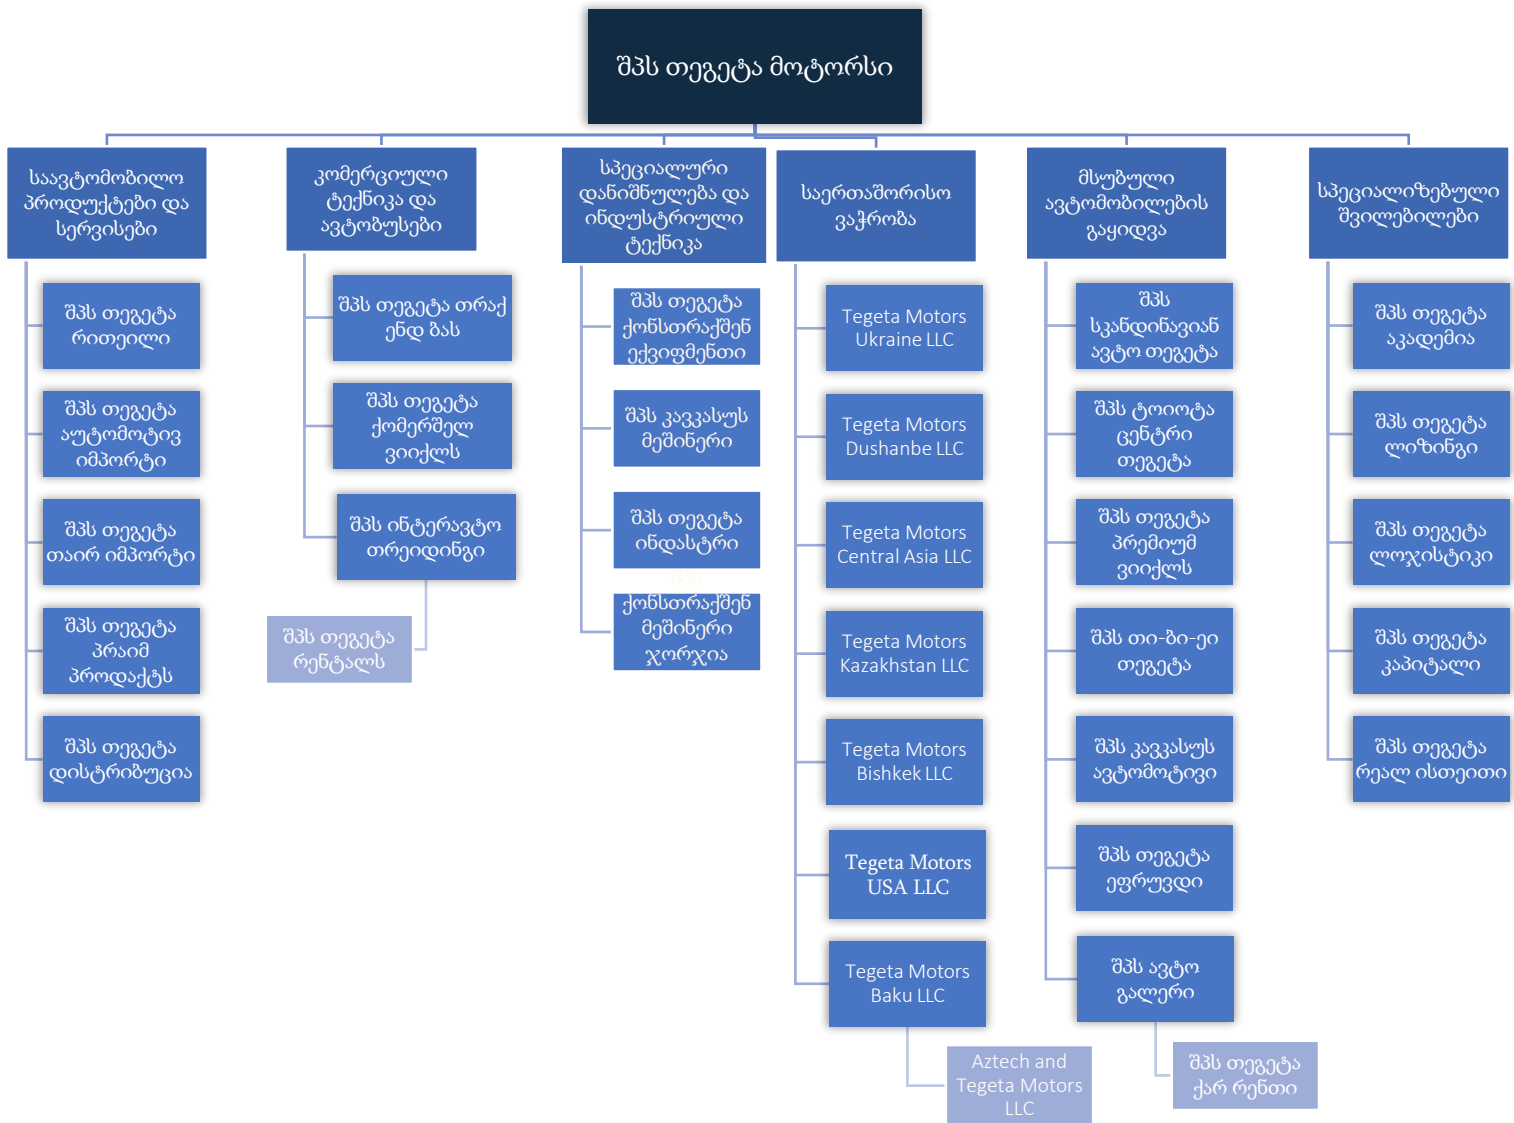 შპს თეგეტა მოტორსი
საავტომობილო
პროდუქტები და
სერვისები
შპს თეგეტა
რითეილი
შპს თეგეტა
აუტომოტივ
იმპორტი
შპს თეგეტა
თაირ იმპორტი
შპს თეგეტა
პრაიმ
პროდაქტს
შპს თეგეტა
დისტრიბუცია
კომერციული
ტექნიკა და
ავტობუსები
შპს თეგეტა თრაქ
ენდ ბას
შპს თეგეტა
ქომერშელ
ვიიქლს
შპს ინტერავტო
თრეიდინგი
შპს თეგეტა
რენტალს
სპეციალური
დანიშნულება და
ინდუსტრიული
ტექნიკა
შპს თეგეტა
ქონსთრაქშენ
ექვიფმენთი
შპს კავკასუს
მეშინერი
შპს თეგეტა
ინდასტრი
ქონსთრაქშენ
მეშინერი
ჯორჯია
საერთაშორისო
ვაჭრობა
Tegeta Motors
Ukraine LLC
Tegeta Motors
Dushanbe LLC
Tegeta Motors
Central Asia LLC
Tegeta Motors
Kazakhstan LLC
Tegeta Motors
Bishkek LLC
Tegeta Motors
USA LLC
Tegeta Motors
Baku LLC
Aztech and
Tegeta Motors
LLC
მსუბუქი
ავტომობილების
გაყიდვა
შპს
სკანდინავიან
ავტო თეგეტა
შპს ტოიოტა
ცენტრი
თეგეტა
შპს თეგეტა
პრემიუმ
ვიიქლს
შპს თი-ბი-ეი
თეგეტა
შპს კავკასუს
ავტომოტივი
შპს თეგეტა
ეფრუვდი
შპს ავტო
გალერი
შპს თეგეტა
ქარ რენთი
სპეციალიზებული
შვილებილები
შპს თეგეტა
აკადემია
შპს თეგეტა
ლიზინგი
შპს თეგეტა
ლოჯისტიკი
შპს თეგეტა
კაპიტალი
შპს თეგეტა
რეალ ისთეითი